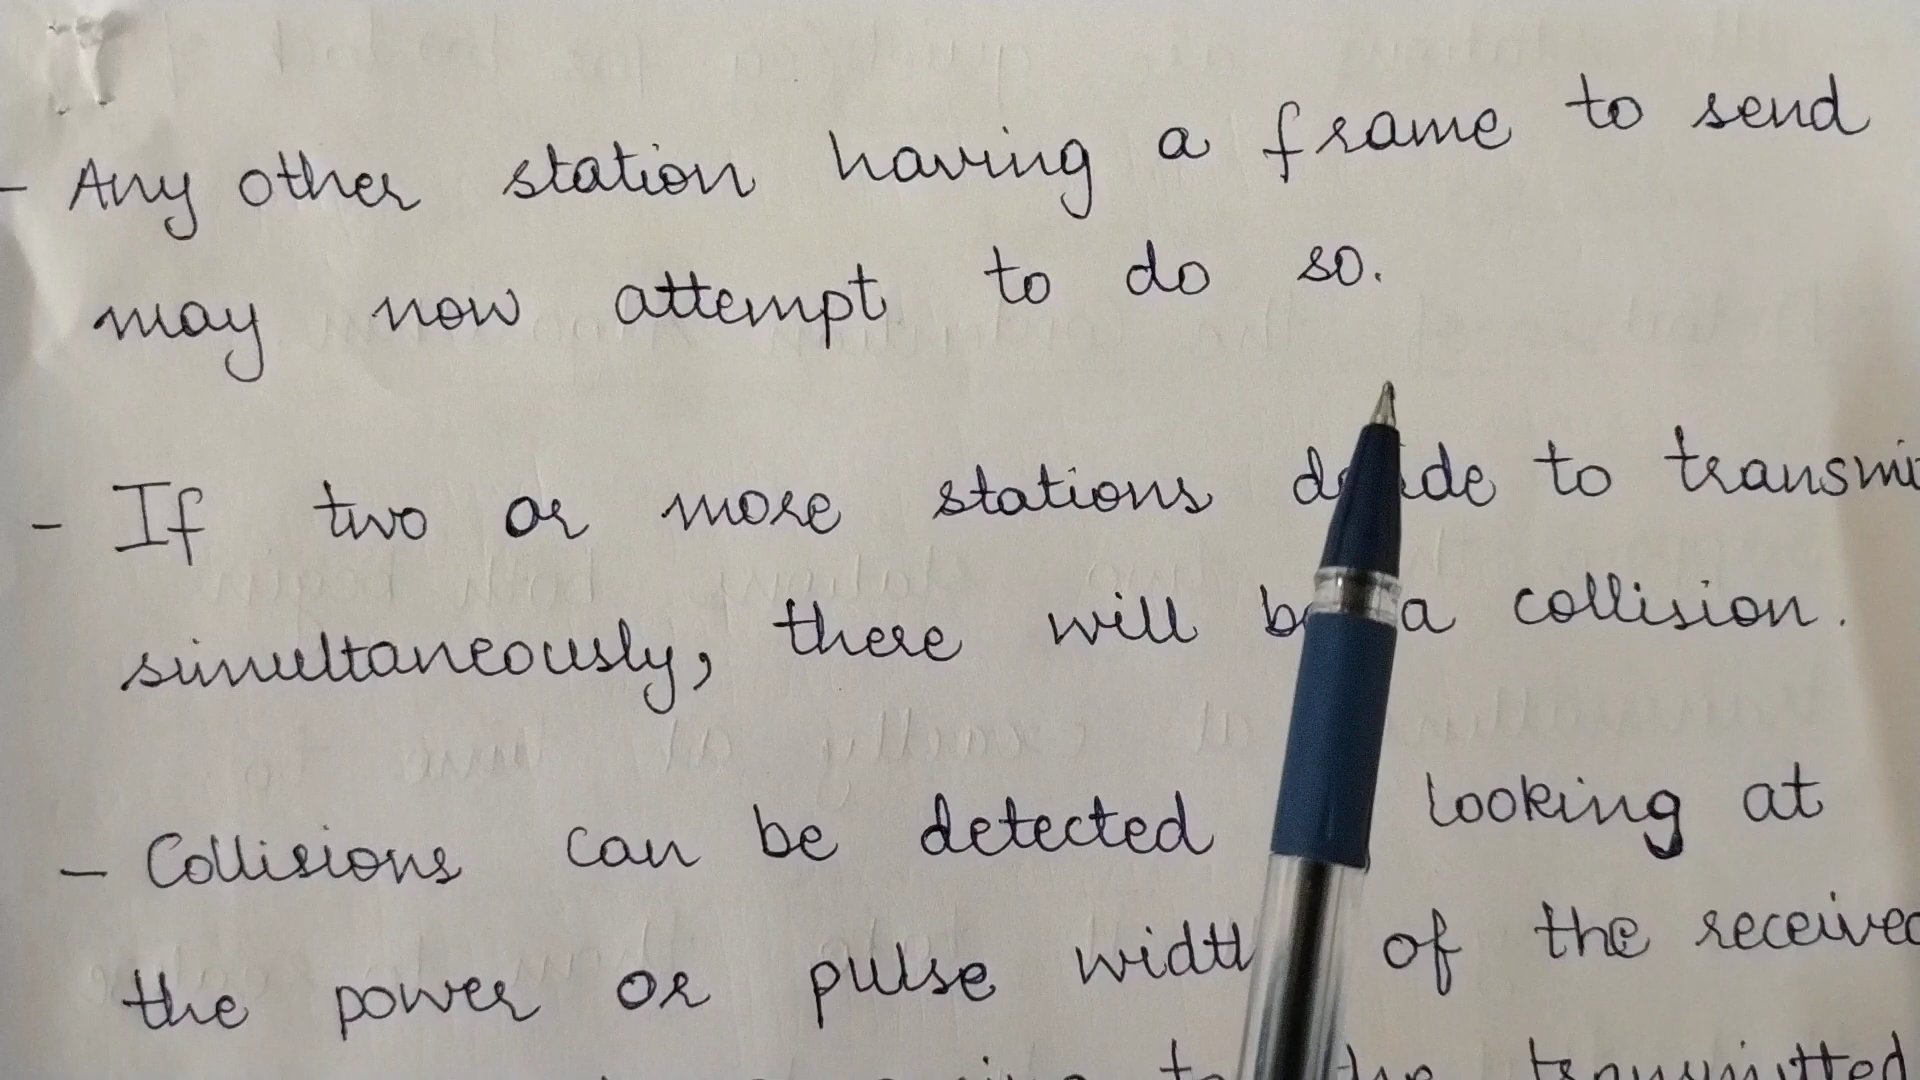 - Any other station having a frame to send
may now attempt to do so.
- If two or more stations to
simultaneously, there will a collision.
- Collisions can be detected looking at
the power or pulse of the